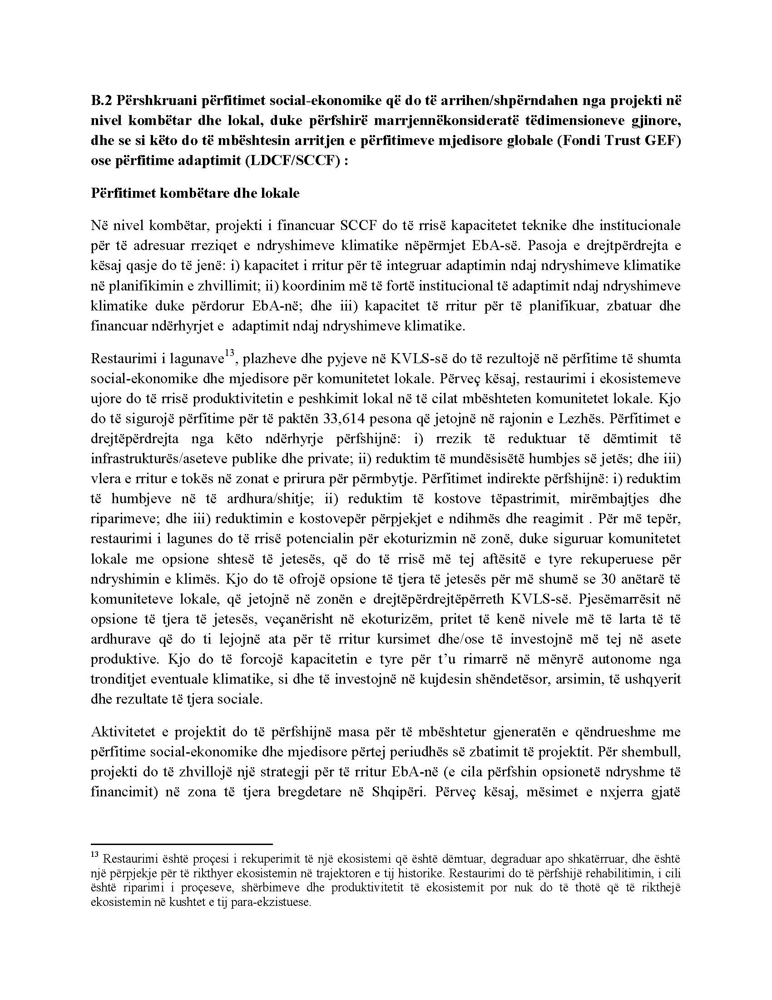 B.2 Përshkruani përfitimet social-ekonomike që do të arrihen/shpërndahen nga projekti në
nivel kombëtar dhe lokal, duke përfshirë marrjennëkonsideratë tëdimensioneve gjinore,
dhe se si këto do të mbështesin arritjen e përfitimeve mjedisore globale (Fondi Trust GEF)
ose përfitime adaptimit (LDCF/SCCF) :
Përfitimet kombëtare dhe lokale
Në nivel kombëtar, projekti i financuar SCCF do të rrisë kapacitetet teknike dhe institucionale
për të adresuar rreziqet e ndryshimeve klimatike nëpërmjet EbA-së. Pasoja e drejtpërdrejta e
kësaj qasje do të jenë: i) kapacitet i rritur për të integruar adaptimin ndaj ndryshimeve klimatike
në planifikimin e zhvillimit; ii) koordinim më të fortë institucional të adaptimit ndaj ndryshimeve
klimatike duke përdorur EbA-në; dhe iii) kapacitet të rritur për të planifikuar, zbatuar dhe
financuar ndërhyrjet e  adaptimit ndaj ndryshimeve klimatike.
Restaurimi i lagunave13, plazheve dhe pyjeve në KVLS-së do të rezultojë në përfitime të shumta
social-ekonomike dhe mjedisore për komunitetet lokale. Përveç kësaj, restaurimi i ekosistemeve
ujore do të rrisë produktivitetin e peshkimit lokal në të cilat mbështeten komunitetet lokale. Kjo
do të sigurojë përfitime për të paktën 33,614 pesona që jetojnë në rajonin e Lezhës. Përfitimet e
drejtëpërdrejta nga këto ndërhyrje përfshijnë: i) rrezik të reduktuar të dëmtimit të
infrastrukturës/aseteve publike dhe private; ii) reduktim të mundësisëtë humbjes së jetës; dhe iii)
vlera e rritur e tokës në zonat e prirura për përmbytje. Përfitimet indirekte përfshijnë: i) reduktim
të humbjeve në të ardhura/shitje; ii) reduktim të kostove tëpastrimit, mirëmbajtjes dhe
riparimeve; dhe iii) reduktimin e kostovepër përpjekjet e ndihmës dhe reagimit . Për më tepër,
restaurimi i lagunes do të rrisë potencialin për ekoturizmin në zonë, duke siguruar komunitetet
lokale me opsione shtesë të jetesës, që do të rrisë më tej aftësitë e tyre rekuperuese për
ndryshimin e klimës. Kjo do të ofrojë opsione të tjera të jetesës për më shumë se 30 anëtarë të
komuniteteve lokale, që jetojnë në zonën e drejtëpërdrejtëpërreth KVLS-së. Pjesëmarrësit në
opsione të tjera të jetesës, veçanërisht në ekoturizëm, pritet të kenë nivele më të larta të të
ardhurave që do ti lejojnë ata për të rritur kursimet dhe/ose të investojnë më tej në asete
produktive. Kjo do të forcojë kapacitetin e tyre për t’u rimarrë në mënyrë autonome nga
tronditjet eventuale klimatike, si dhe të investojnë në kujdesin shëndetësor, arsimin, të ushqyerit
dhe rezultate të tjera sociale.
Aktivitetet e projektit do të përfshijnë masa për të mbështetur gjeneratën e qëndrueshme me
përfitime social-ekonomike dhe mjedisore përtej periudhës së zbatimit të projektit. Për shembull,
projekti do të zhvillojë një strategji për të rritur EbA-në (e cila përfshin opsionetë ndryshme të
financimit) në zona të tjera bregdetare në Shqipëri. Përveç kësaj, mësimet e nxjerra gjatë
13 Restaurimi është proçesi i rekuperimit të një ekosistemi që është dëmtuar, degraduar apo shkatërruar, dhe është
një përpjekje për të rikthyer ekosistemin në trajektoren e tij historike. Restaurimi do të përfshijë rehabilitimin, i cili
është riparimi i proçeseve, shërbimeve dhe produktivitetit të ekosistemit por nuk do të thotë që të rikthejë
ekosistemin në kushtet e tij para-ekzistuese.